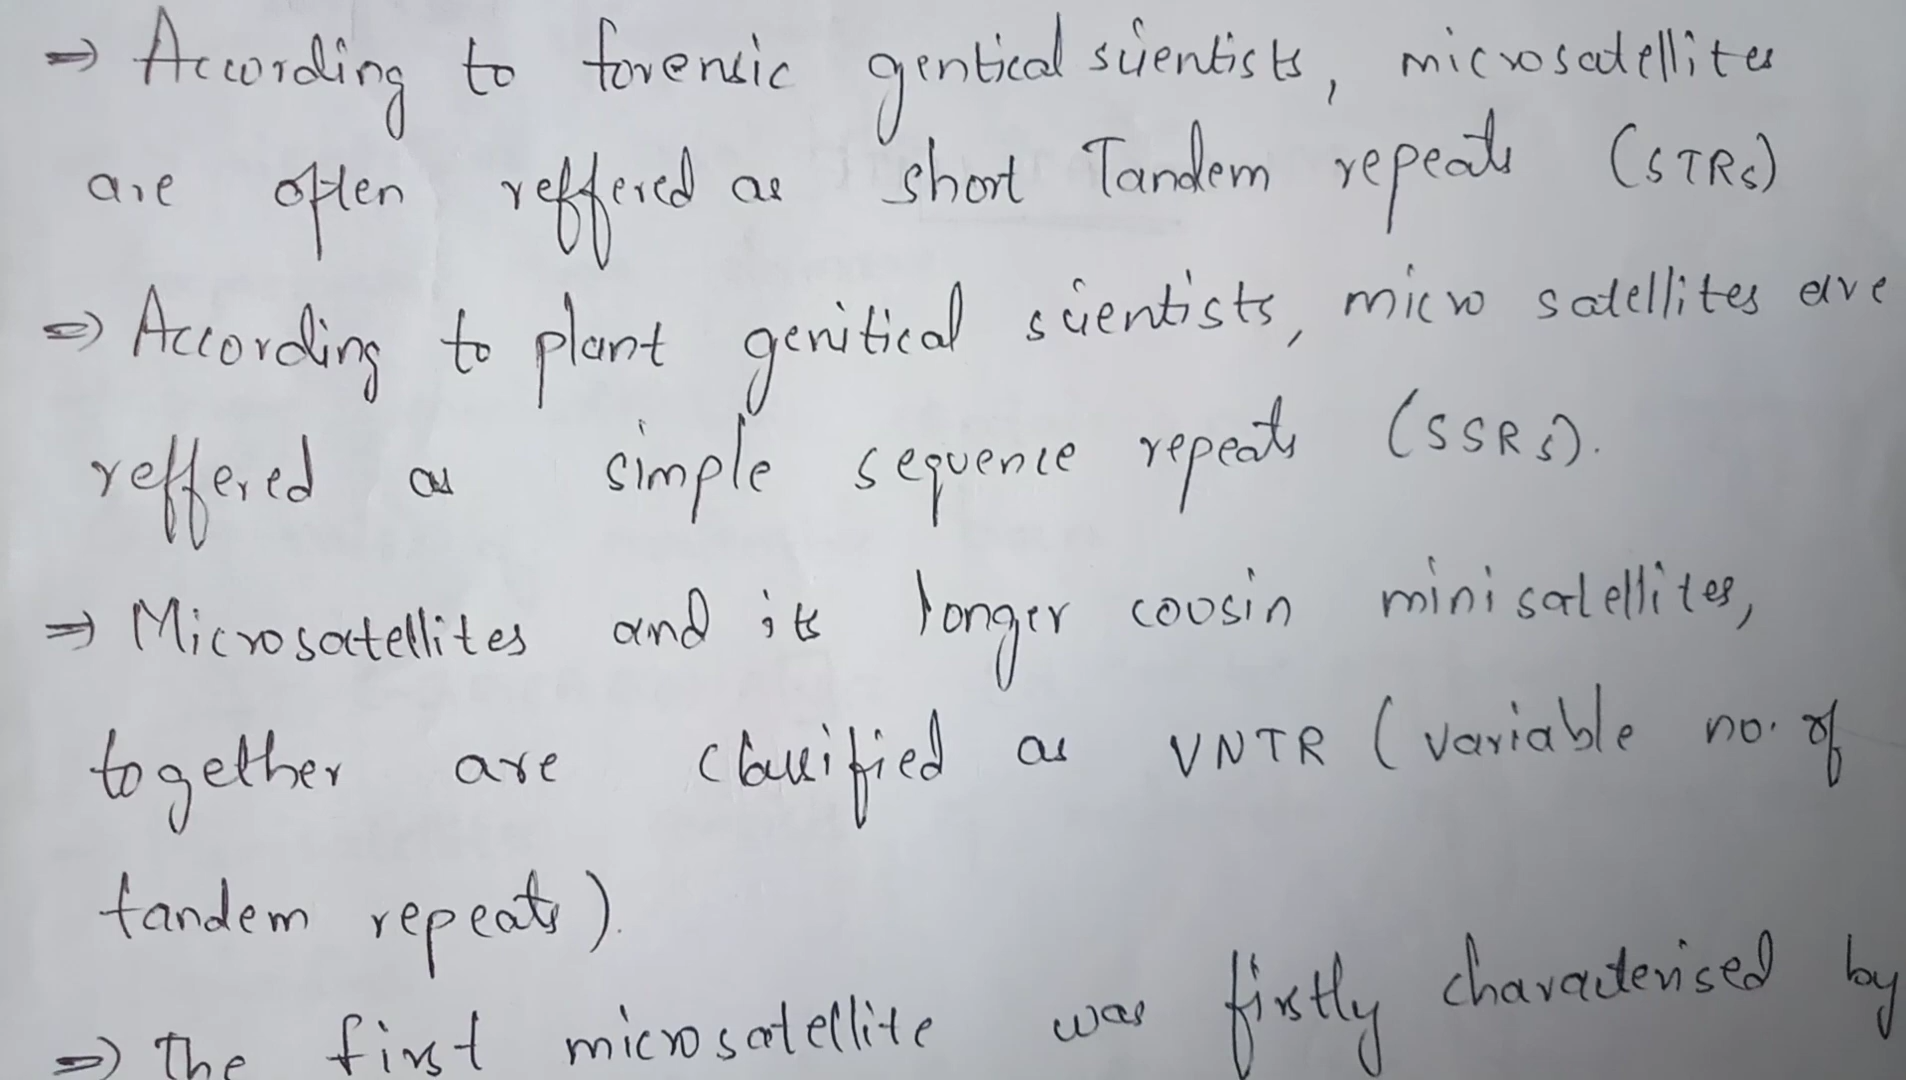 ⇒ According to forensic gentical scientists, microsatellites
are often reffered as short Tandem repeats (STRs)
⇒ According to plant genitical scientists, micro satellites are
reffered as simple sequence repeats (SSRs).
⇒ Microsatellites and its longer cousin mini satellites,
together are classified as VNTR (variable no. of
tandem repeats).
⇒ The first microsatellite was firstly characterised by